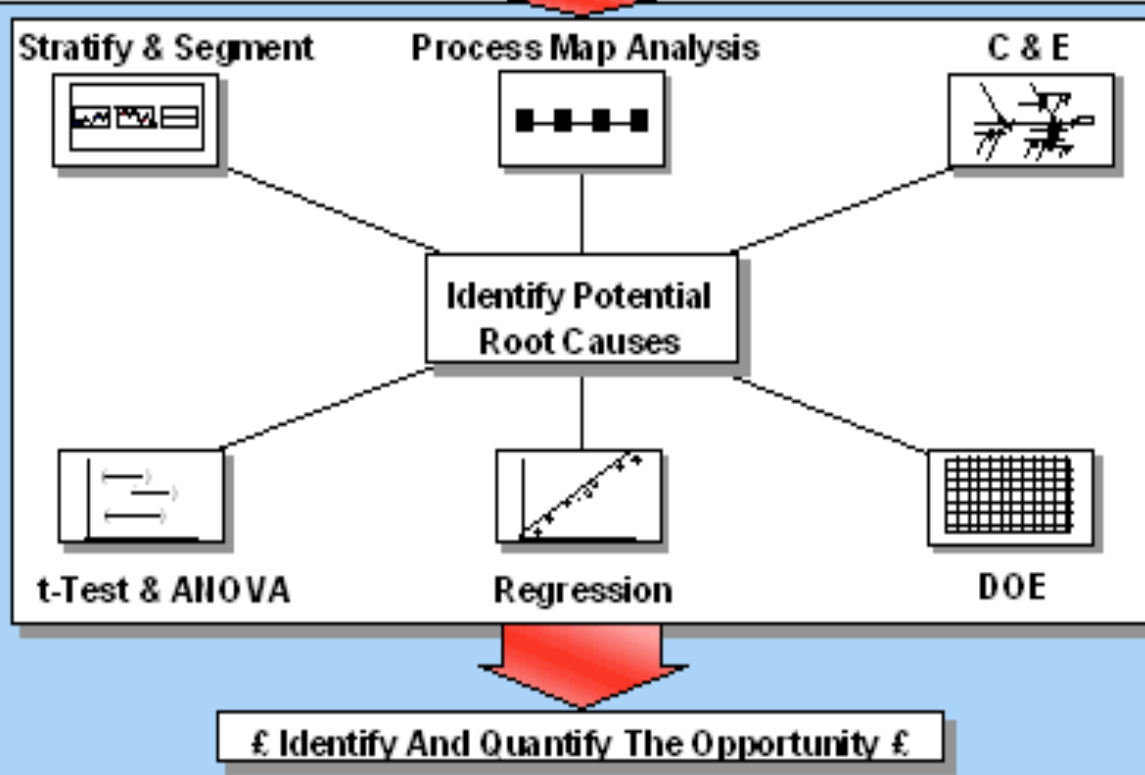 Stratify & Segment
Process Map Analysis
C & E
Identify Potential
Root Causes
t-Test & ANOVA
Regression
DOE
£ Identify And Quantify The Opportunity £